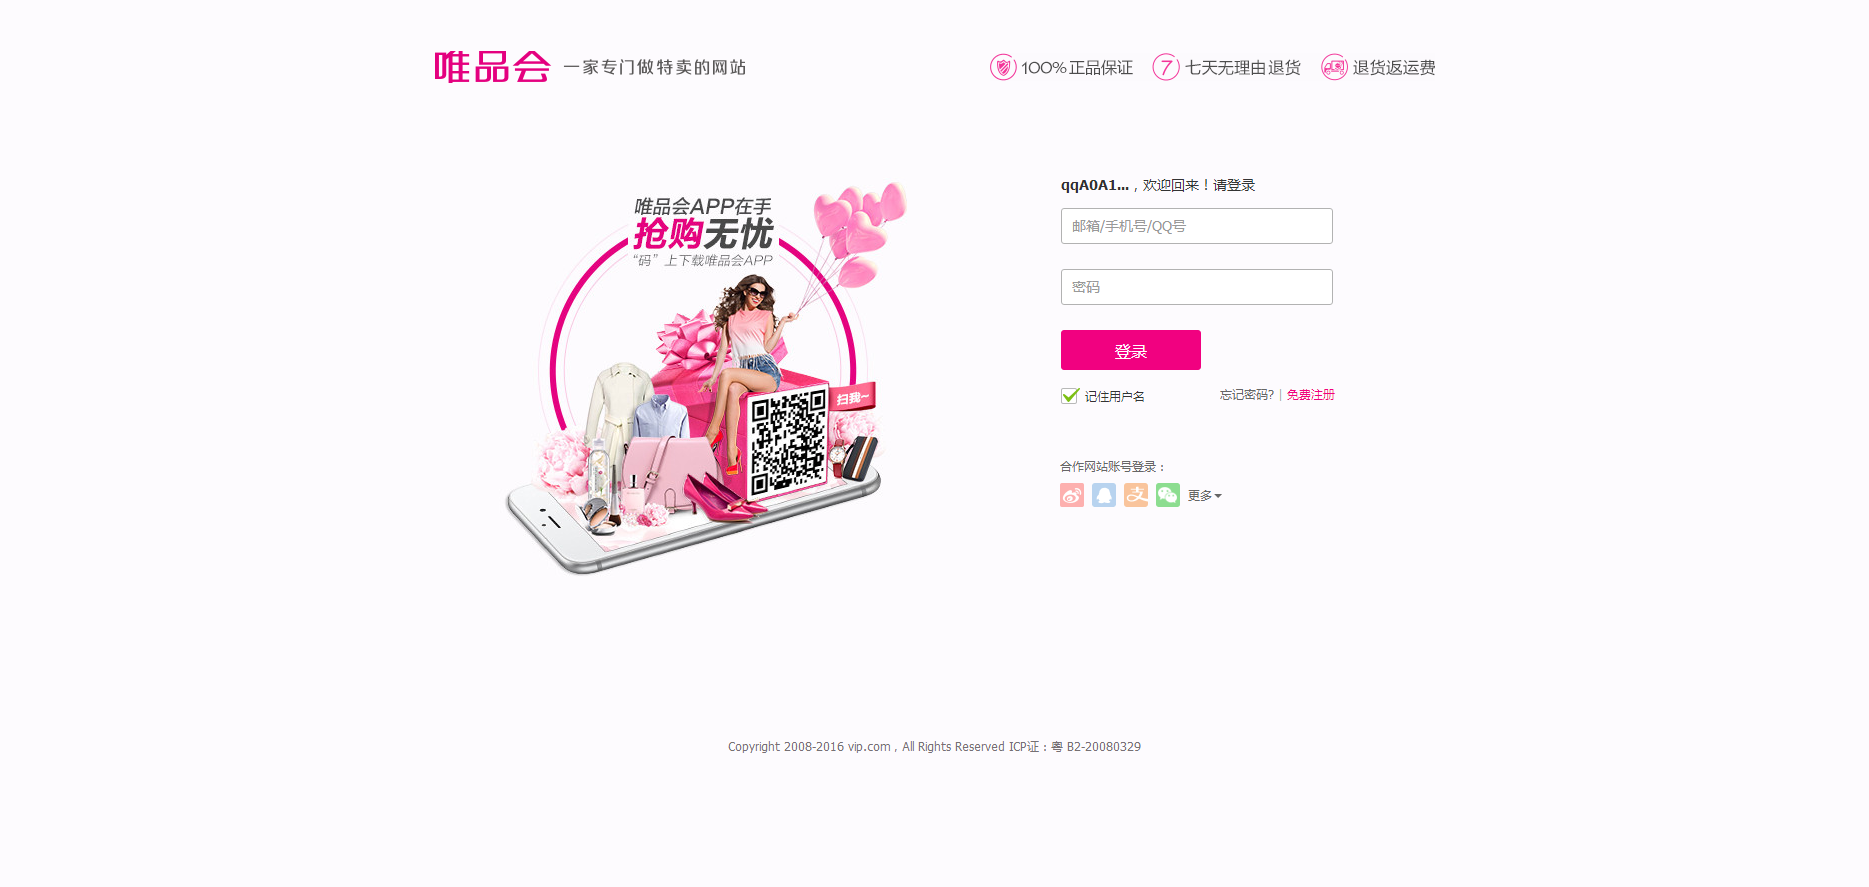 唯品会 一家专门做特卖的网站
100%正品保证 7 七天无理由退货 退货返运费
唯品会APP在手
抢购无忧
“码”上下载唯品会APP
扫我~
qqA0A1...，欢迎回来！请登录
邮箱/手机号/QQ号
密码
登录
记住用户名 忘记密码? | 免费注册
合作网站账号登录：
更多
Copyright 2008-2016 vip.com，All Rights Reserved ICP证：粤 B2-20080329